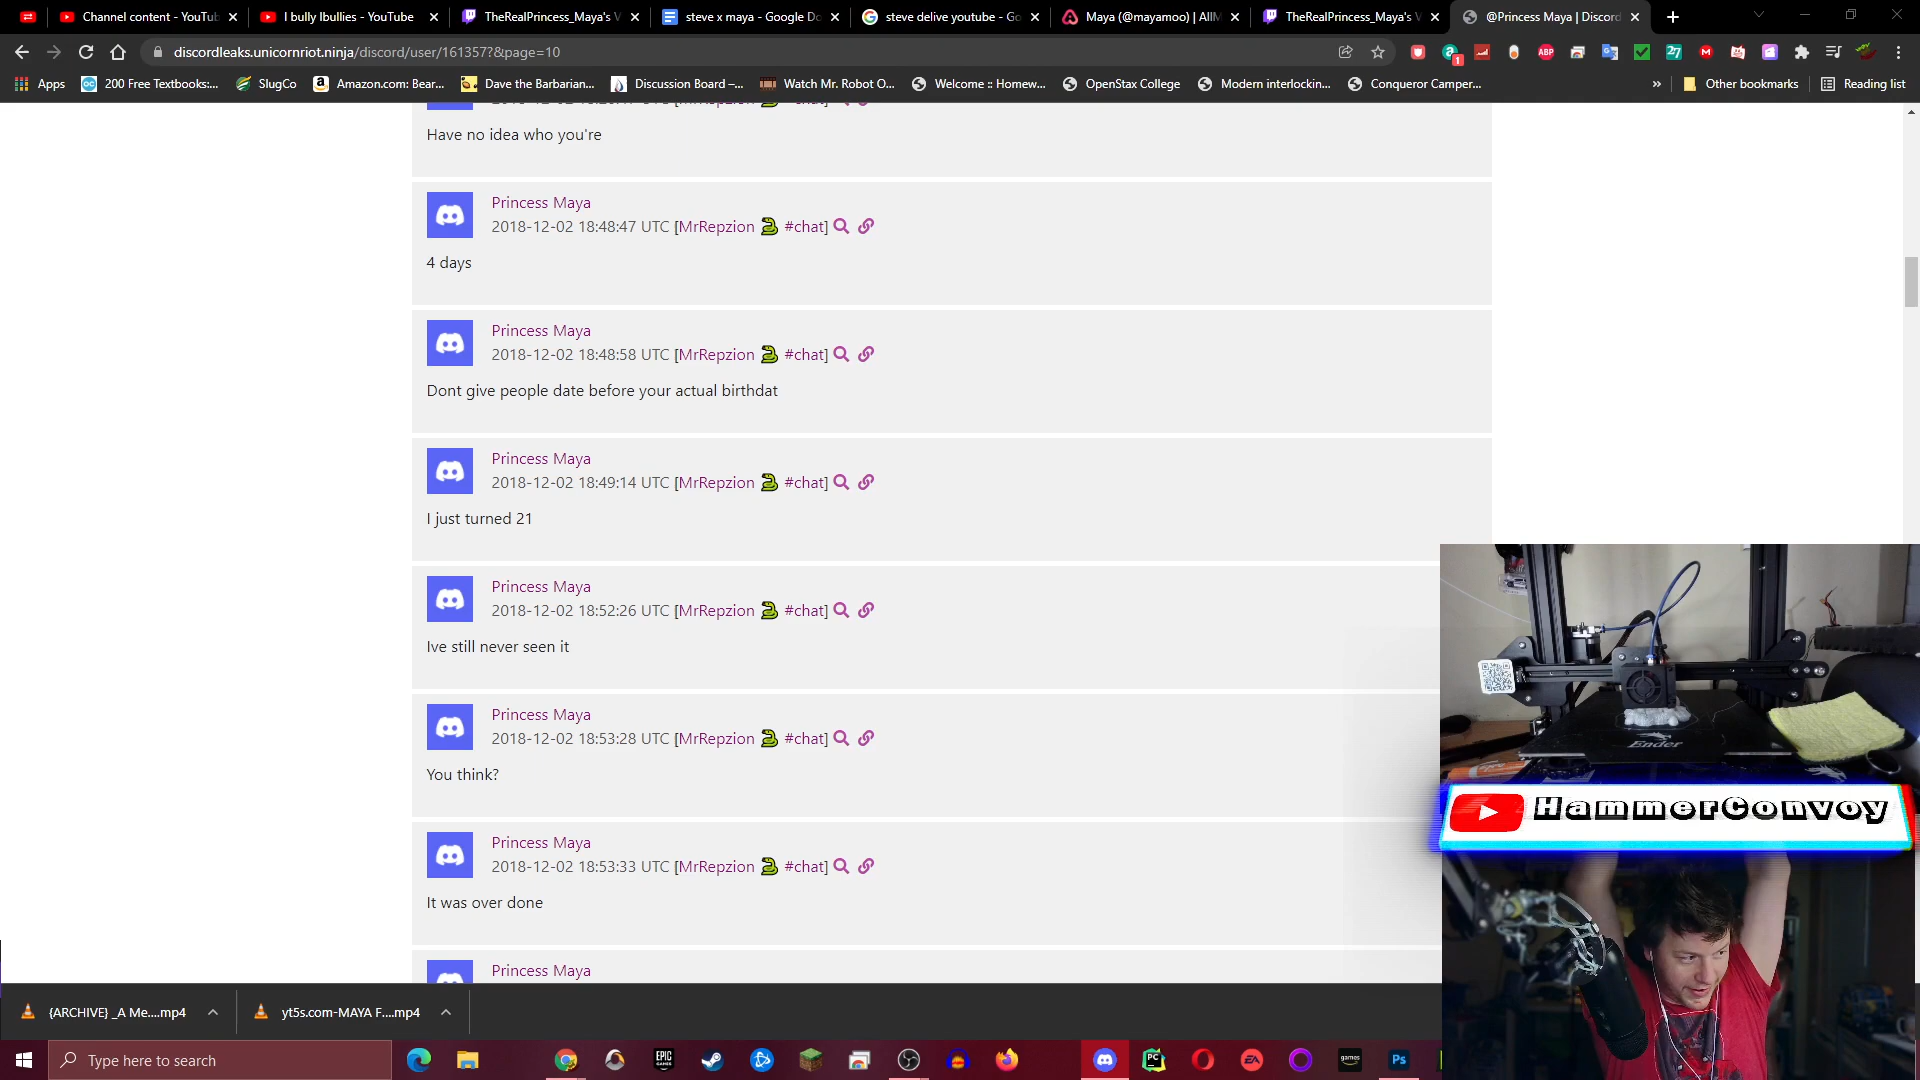 Channel content - YouTub
I bully Ibullies - YouTube
TheRealPrincess_Maya's V
steve x maya - Google Do
steve delive youtube - Go
Maya (@mayamoo) | AllM
TheRealPrincess_Maya's V
@Princess Maya | Discord
discordleaks.unicornriot.ninja/discord/user/161357?&page=10
Apps
200 Free Textbooks:...
SlugCo
Amazon.com: Bear...
Dave the Barbarian...
Discussion Board –...
Watch Mr. Robot O...
Welcome :: Homew...
OpenStax College
Modern interlockin...
Conqueror Camper...
»
Other bookmarks
Reading list
Have no idea who you're
Princess Maya
2018-12-02 18:48:47 UTC [MrRepzion 🐍 #chat]
4 days
Princess Maya
2018-12-02 18:48:58 UTC [MrRepzion 🐍 #chat]
Dont give people date before your actual birthdat
Princess Maya
2018-12-02 18:49:14 UTC [MrRepzion 🐍 #chat]
I just turned 21
Princess Maya
2018-12-02 18:52:26 UTC [MrRepzion 🐍 #chat]
Ive still never seen it
Princess Maya
2018-12-02 18:53:28 UTC [MrRepzion 🐍 #chat]
You think?
Princess Maya
2018-12-02 18:53:33 UTC [MrRepzion 🐍 #chat]
It was over done
Princess Maya
Ender
HammerConvoy
{ARCHIVE} _A Me....mp4
yt5s.com-MAYA F....mp4
Type here to search